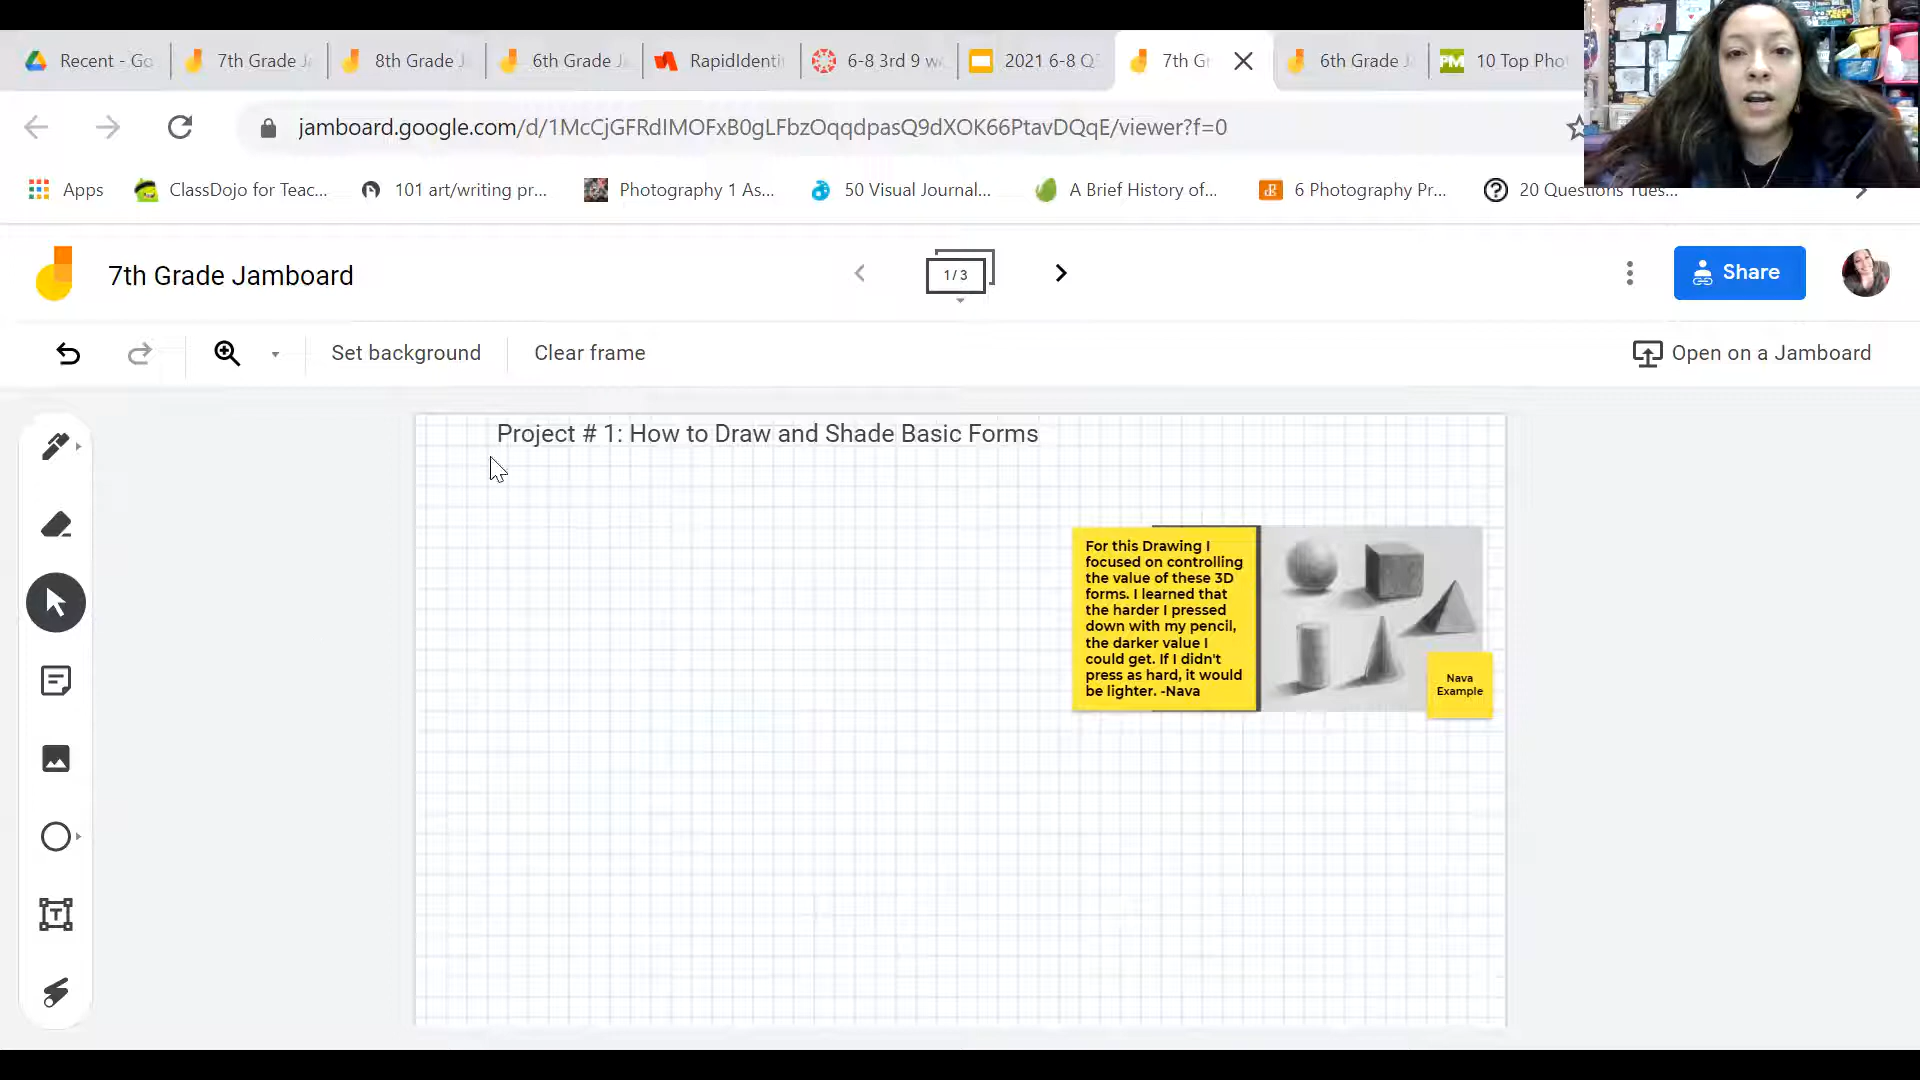 Recent - Go
7th Grade J
8th Grade J
6th Grade J
RapidIdenti
6-8 3rd 9 w
2021 6-8 Q
7th Gr
6th Grade J
PM
10 Top Pho
jamboard.google.com/d/1McCjGFRdIMOFxB0gLFbzOqqdpasQ9dXOK66PtavDQqE/viewer?f=0
Apps
ClassDojo for Teac...
101 art/writing pr...
Photography 1 As...
50 Visual Journal...
A Brief History of...
6 Photography Pr...
20 Questions Tues...
7th Grade Jamboard
1 / 3
Share
Set background
Clear frame
Open on a Jamboard
Project # 1: How to Draw and Shade Basic Forms
For this Drawing I
focused on controlling
the value of these 3D
forms. I learned that
the harder I pressed
down with my pencil,
the darker value I
could get. If I didn't
press as hard, it would
be lighter. -Nava
Nava
Example